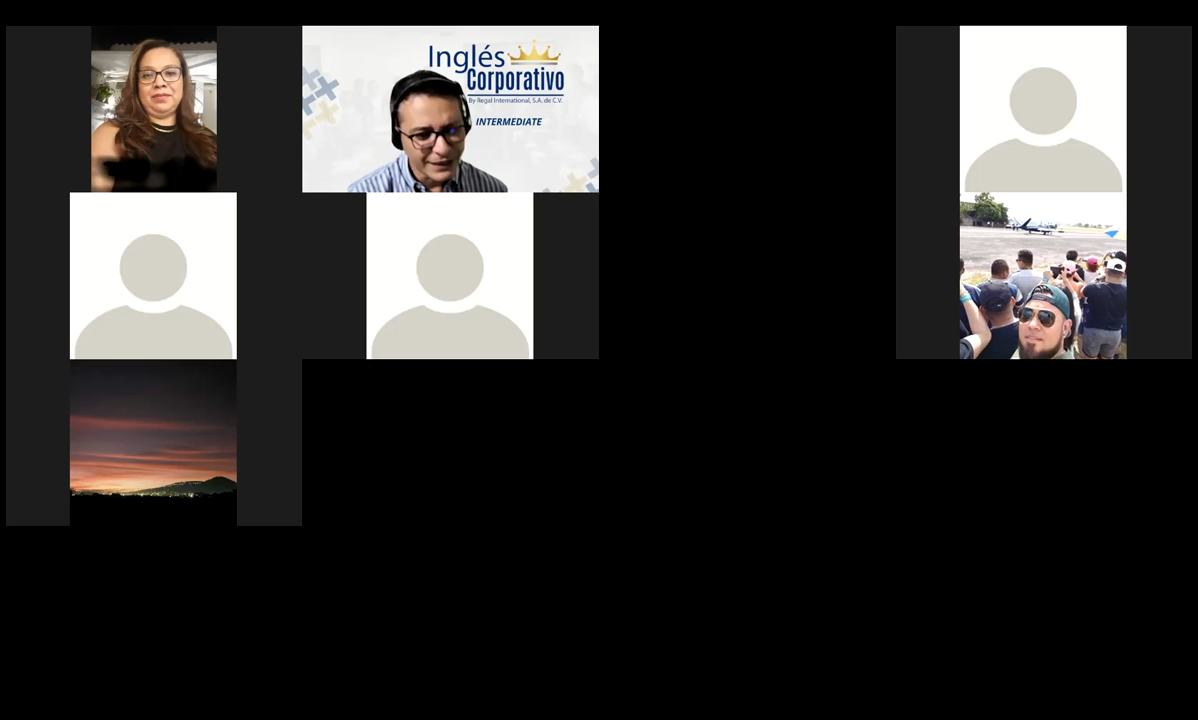 Inglés
Corporativo
By Regal International, S.A. de C.V.
INTERMEDIATE